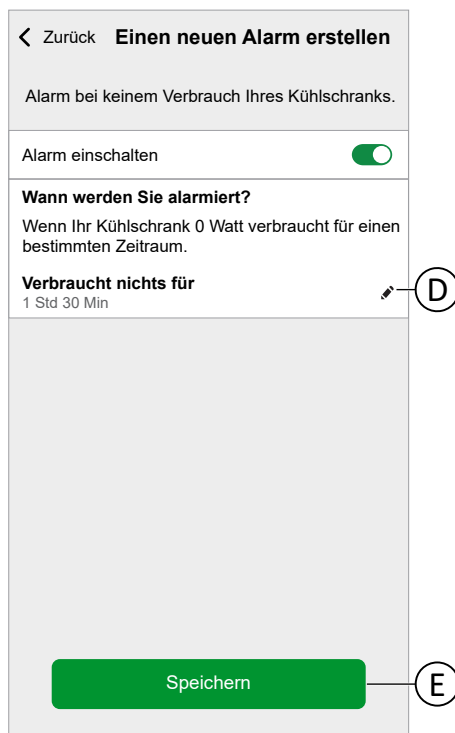 Zurück Einen neuen Alarm erstellen
Alarm bei keinem Verbrauch Ihres Kühlschranks.
Alarm einschalten
Wann werden Sie alarmiert?
Wenn Ihr Kühlschrank 0 Watt verbraucht für einen
bestimmten Zeitraum.
Verbraucht nichts für
1 Std 30 Min
D
Speichern
E